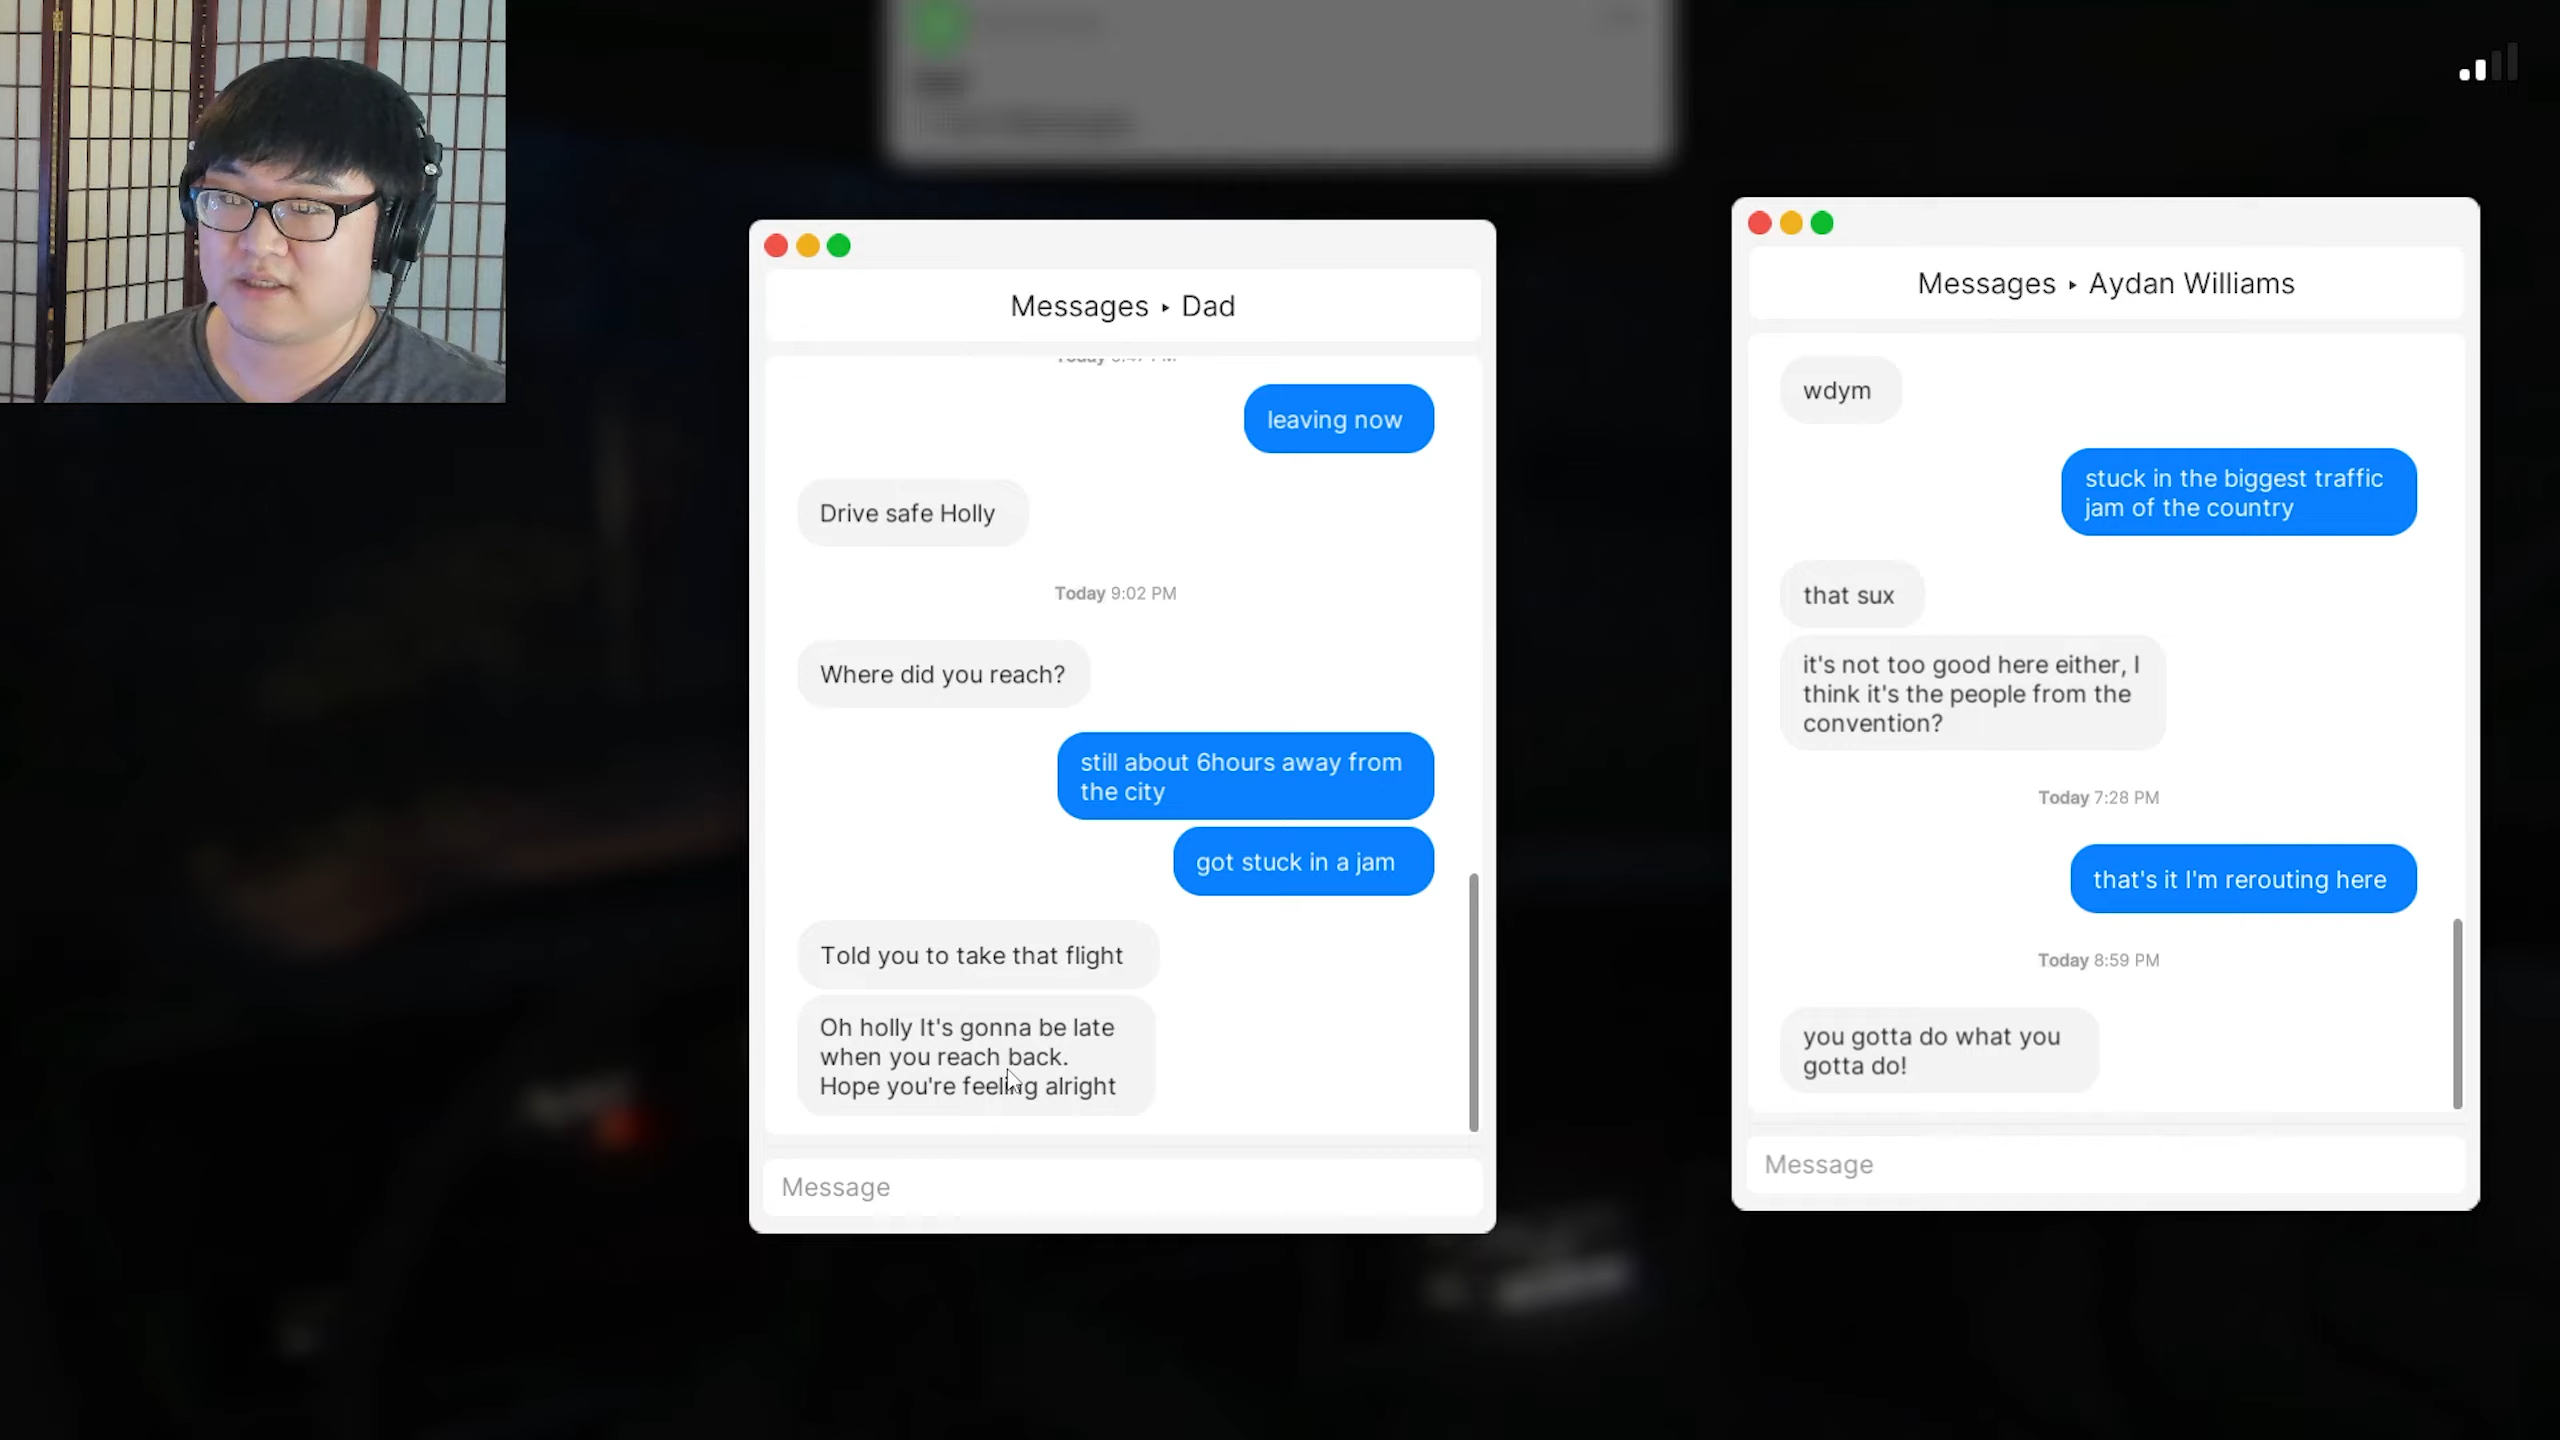 Messages ▸ Dad
leaving now
Drive safe Holly
Today 9:02 PM
Where did you reach?
still about 6hours away from
the city
got stuck in a jam
Told you to take that flight
Oh holly It's gonna be late
when you reach back.
Hope you're feeling alright
Message
Messages ▸ Aydan Williams
wdym
stuck in the biggest traffic
jam of the country
that sux
it's not too good here either, I
think it's the people from the
convention?
Today 7:28 PM
that's it I'm rerouting here
Today 8:59 PM
you gotta do what you
gotta do!
Message